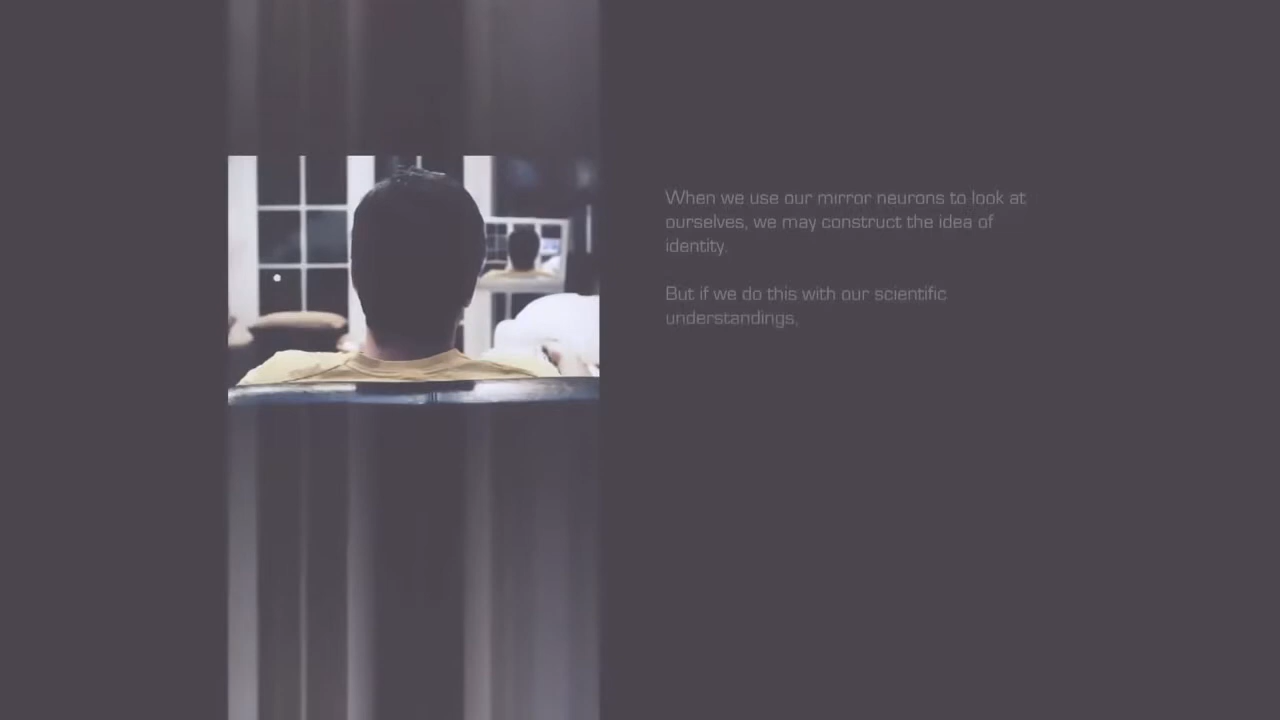 When we use our mirror neurons to look at
ourselves, we may construct the idea of
identity.
But if we do this with our scientific
understandings,